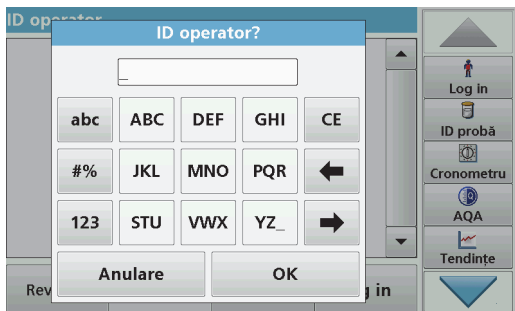 ID operator
ID operator?
_
abc ABC DEF GHI CE
#% JKL MNO PQR
123 STU VWX YZ_
Anulare OK
Rev
in
Log in
ID probă
Cronometru
AQA
Tendințe